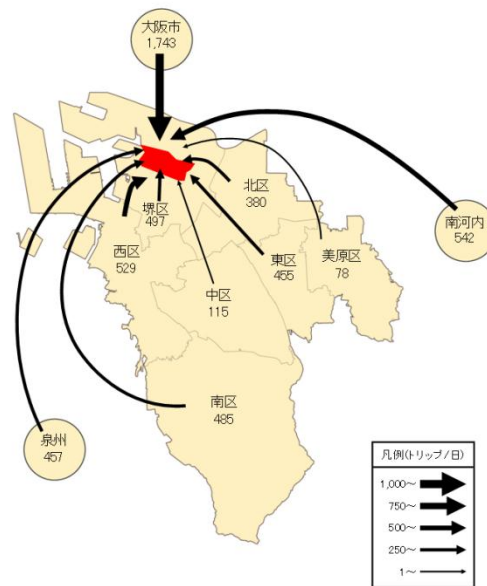 大阪市
1,743
北区
380
堺区
497
南河内
542
西区
529
東区
455
美原区
78
中区
115
南区
485
泉州
457
凡例(トリップ/日)
1,000～
750～
500～
250～
1～